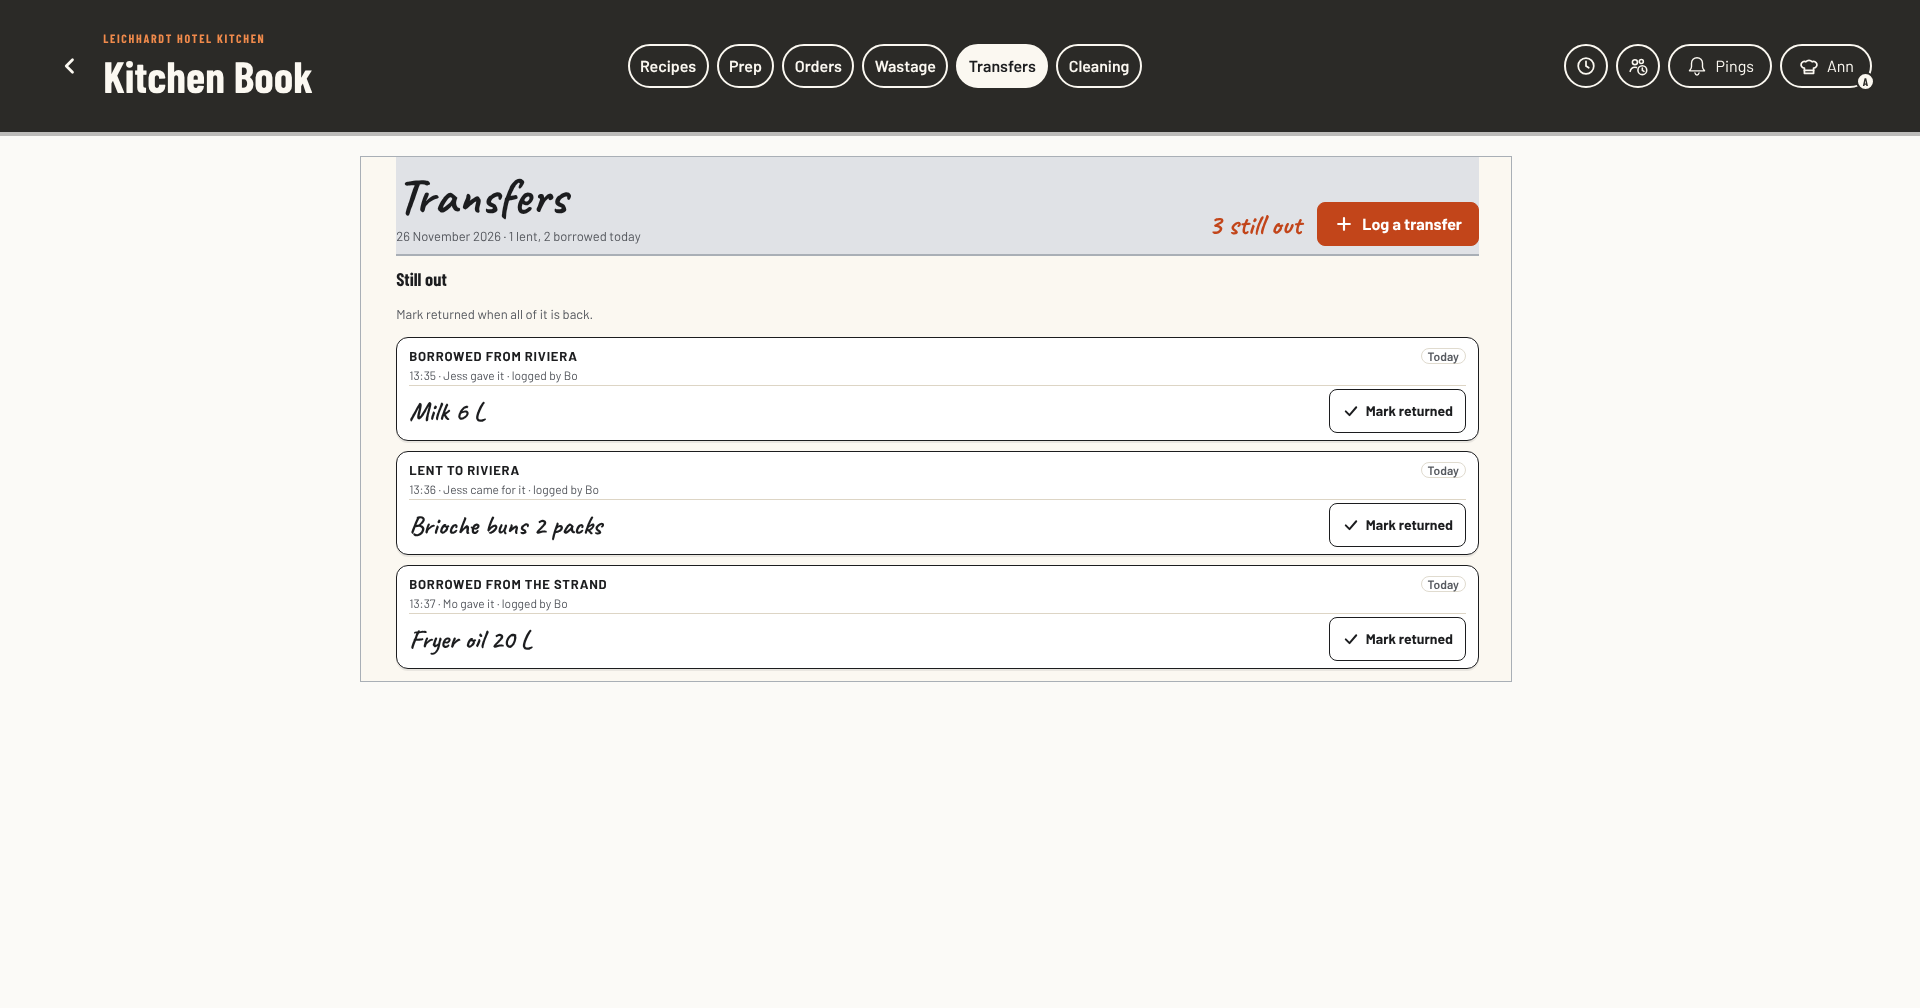 LEICHHARDT HOTEL KITCHEN
Kitchen Book
Recipes
Prep
Orders
Wastage
Transfers
Cleaning
Pings
Ann
A
Transfers
26 November 2026 · 1 lent, 2 borrowed today
3 still out
Log a transfer
Still out
Mark returned when all of it is back.
BORROWED FROM RIVIERA
Today
13:35 · Jess gave it · logged by Bo
Milk 6 L
Mark returned
LENT TO RIVIERA
Today
13:36 · Jess came for it · logged by Bo
Brioche buns 2 packs
Mark returned
BORROWED FROM THE STRAND
Today
13:37 · Mo gave it · logged by Bo
Fryer oil 20 L
Mark returned